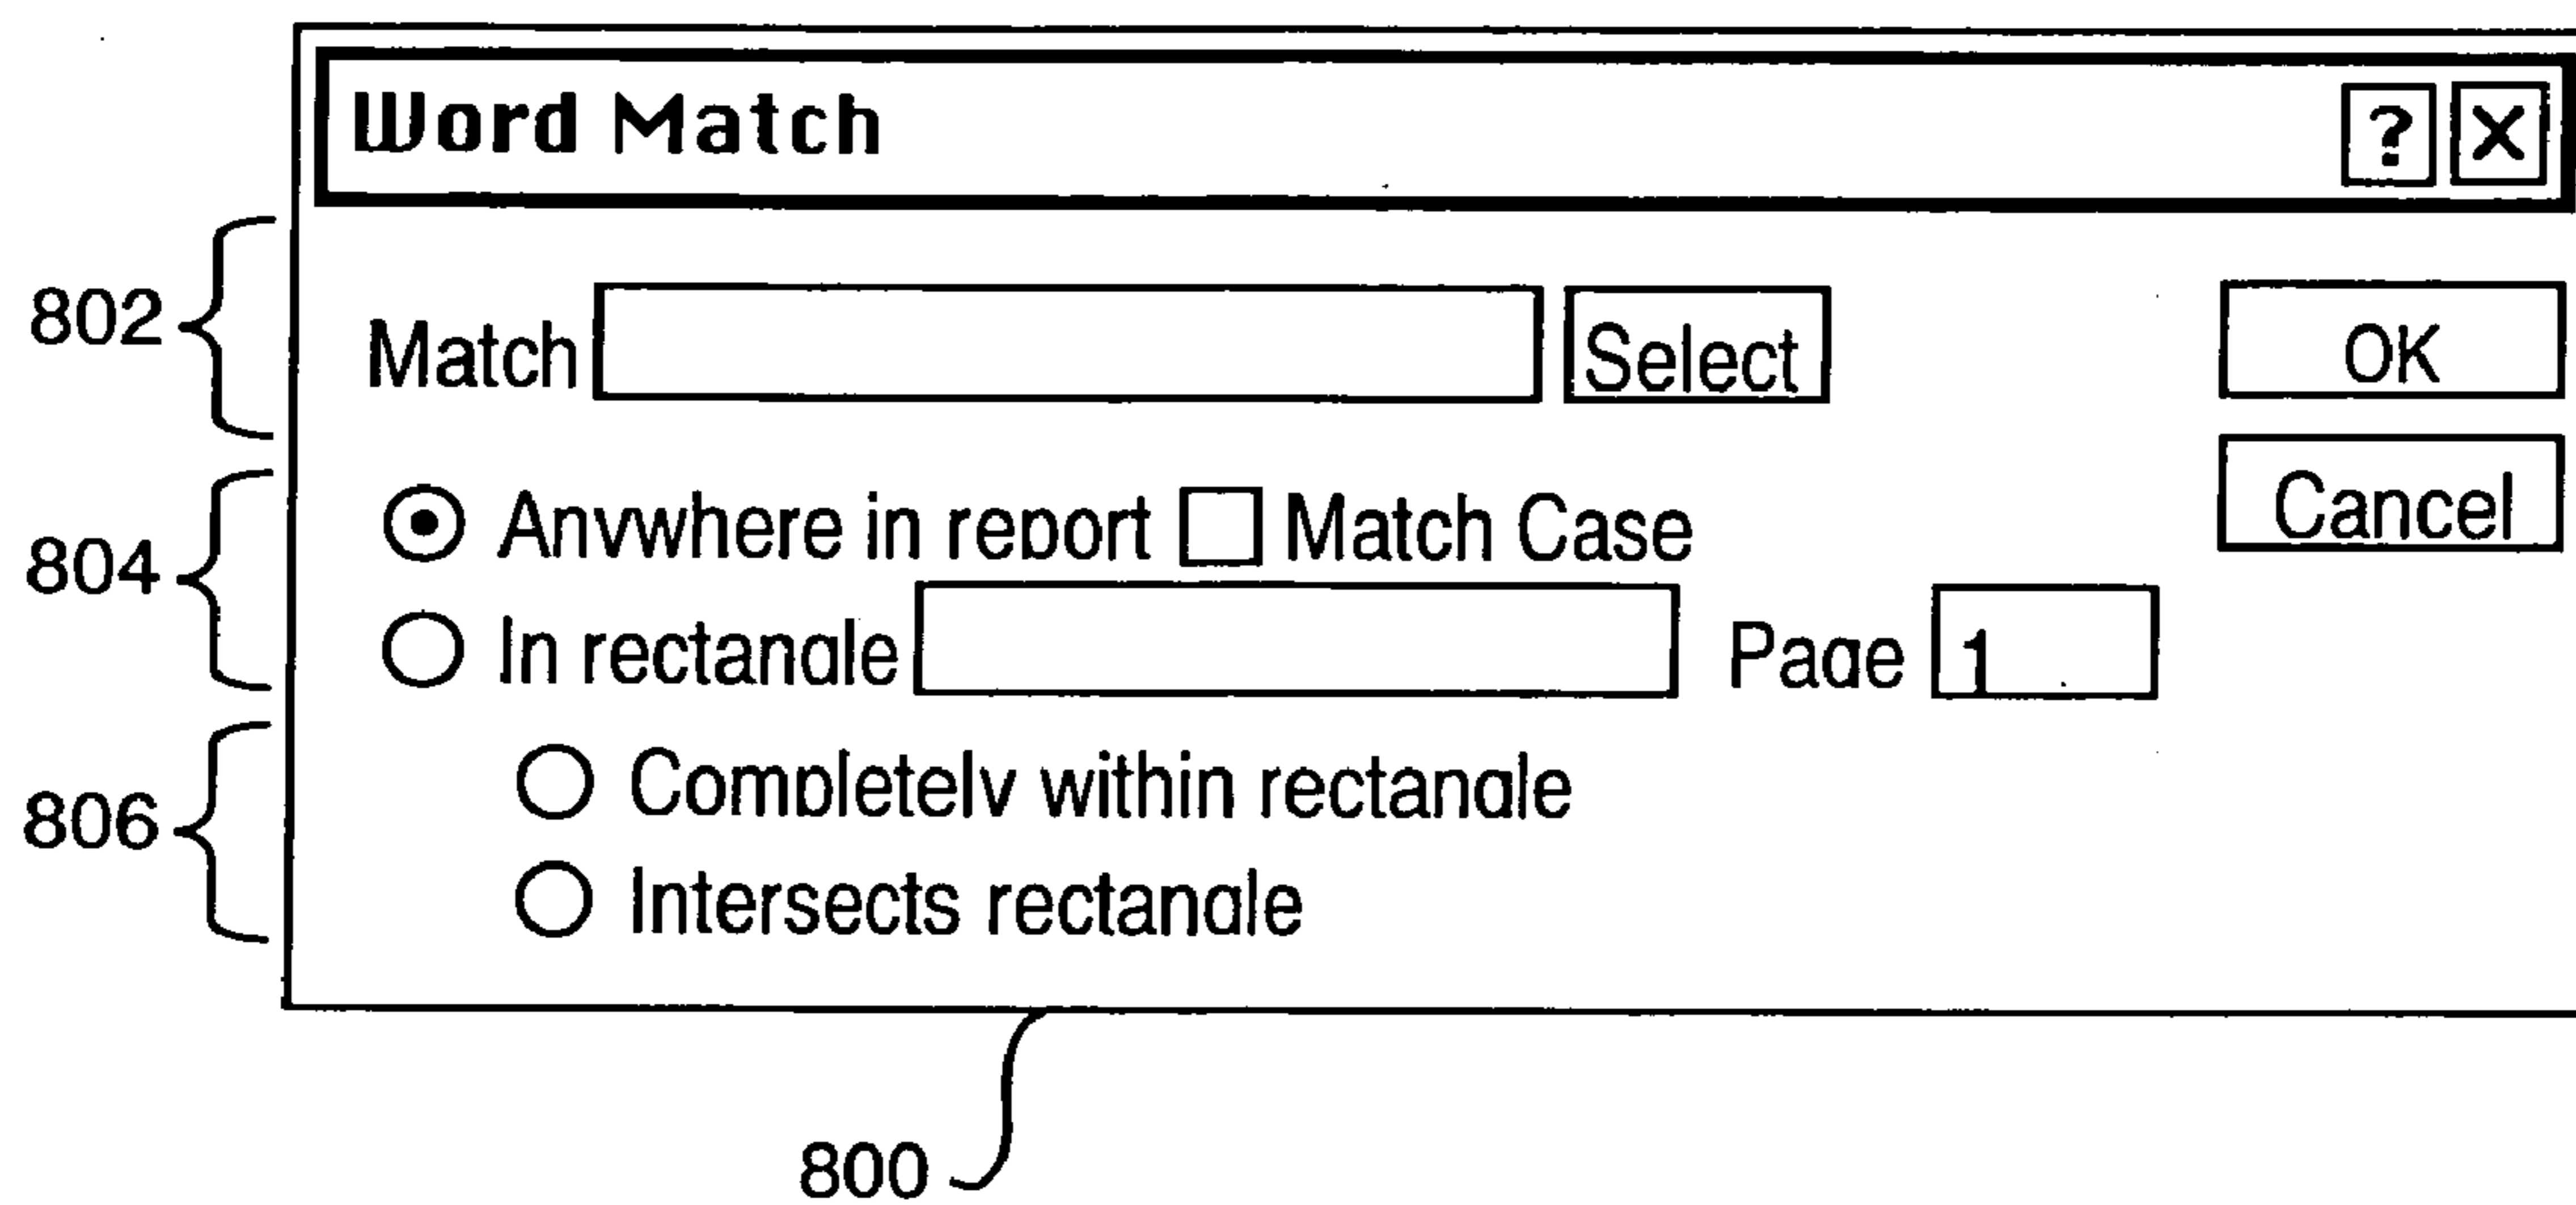 Word Match ? X
802 Match Select OK
Cancel
804 Anywhere in report Match Case
In rectangle Page 1
806 Completely within rectangle
Intersects rectangle
800